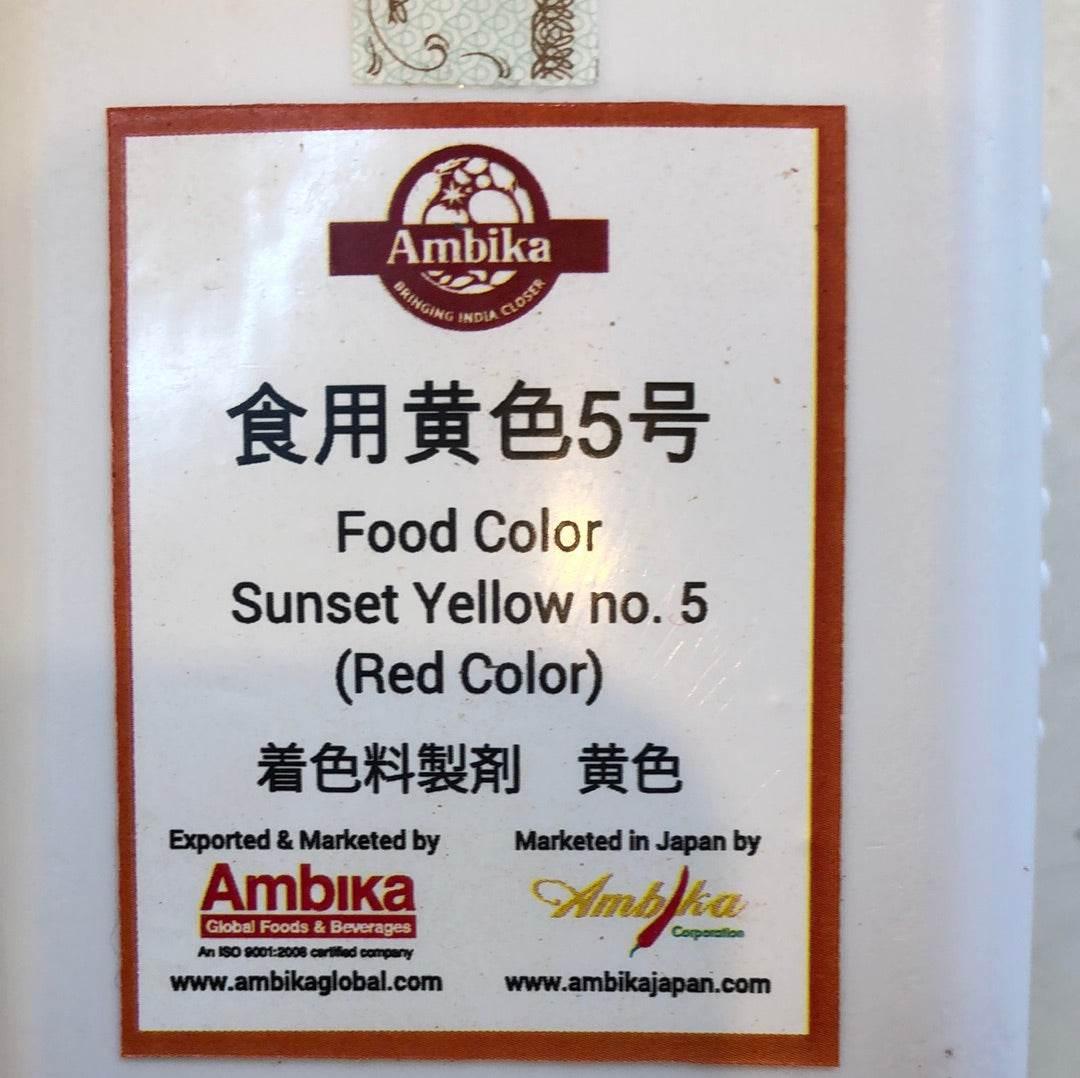 Ambika
BRINGING INDIA CLOSER
食用黄色5号
Food Color
Sunset Yellow no. 5
(Red Color)
着色料製剤 黄色
Exported & Marketed by
Ambika
Global Foods & Beverages
An ISO 9001:2008 certified company
www.ambikaglobal.com
Marketed in Japan by
Ambika
Corporation
www.ambikajapan.com